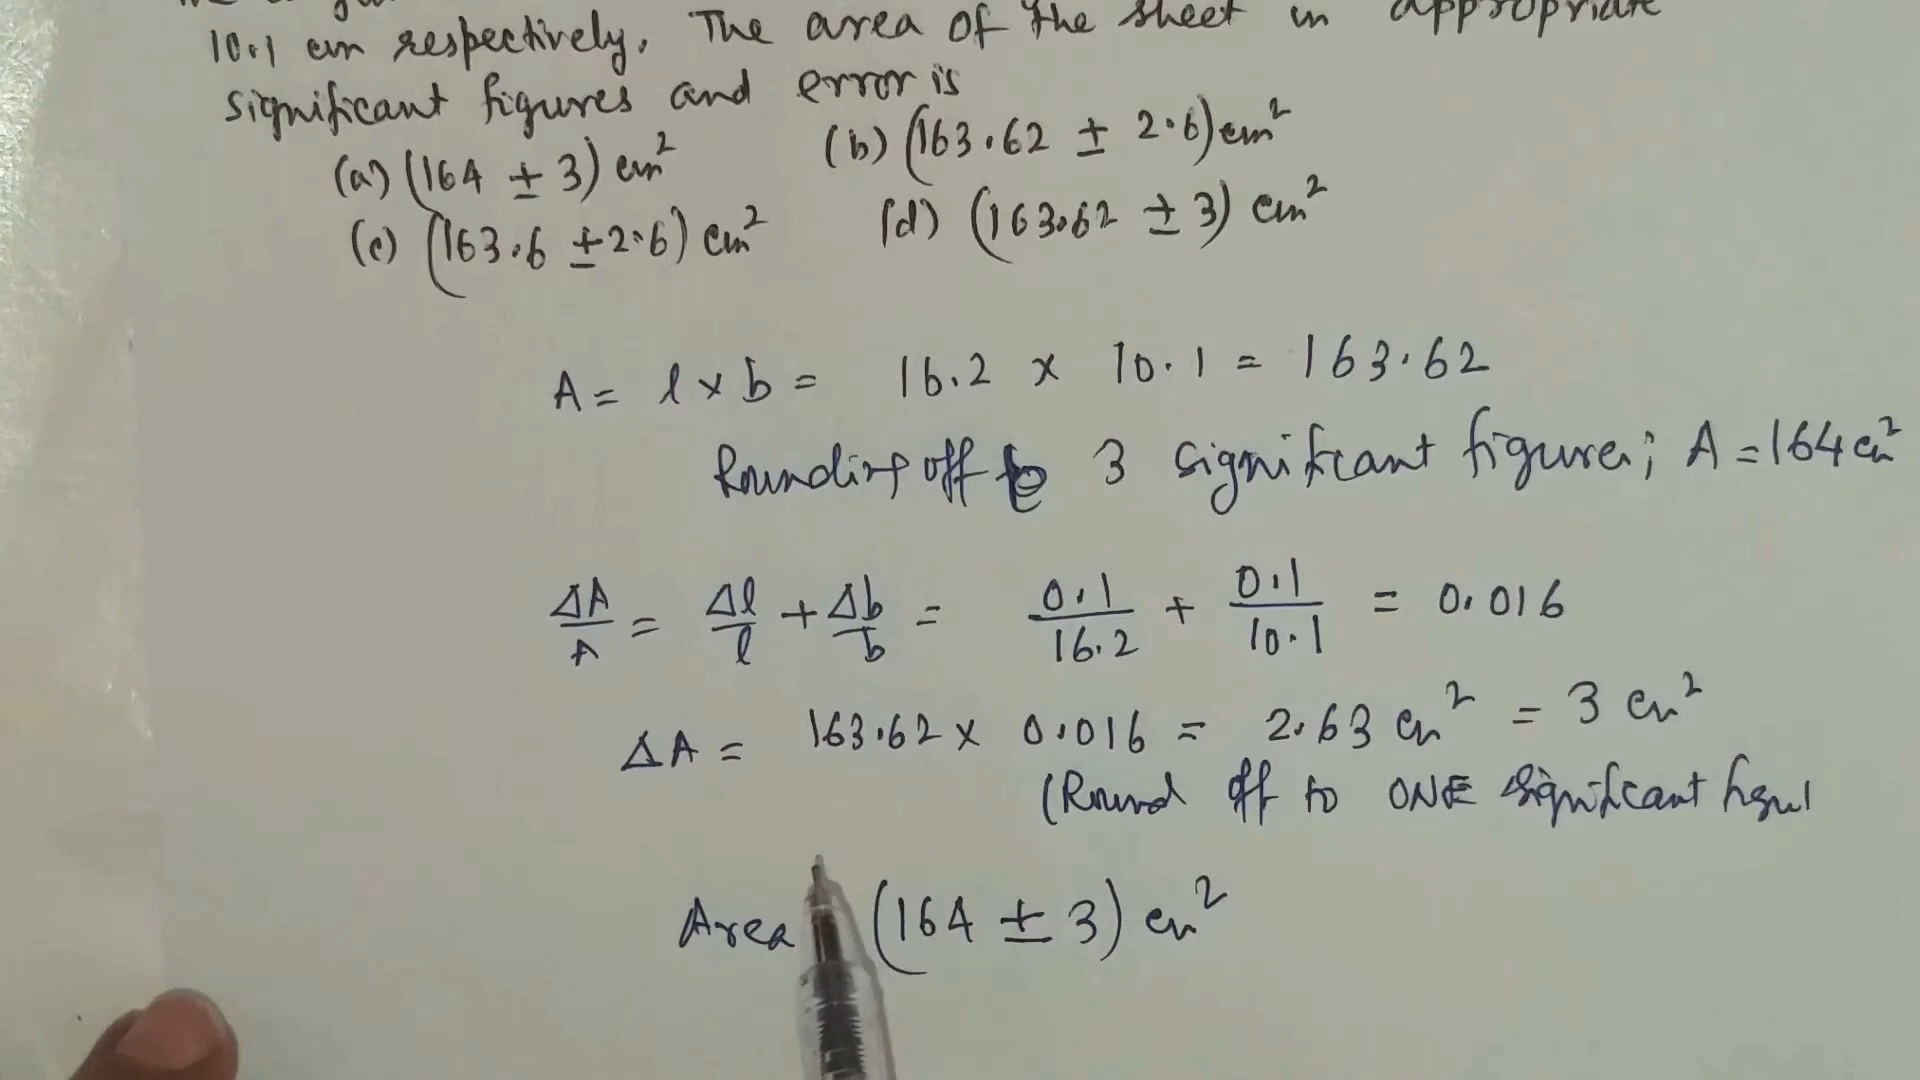 10.1 cm respectively. The area of the sheet in appropriate
significant figures and error is
(a) (164 ± 3) cm² (b) (163.62 ± 2.6) cm²
(c) (163.6 ± 2.6) cm² (d) (163.62 ± 3) cm²
A = l x b = 16.2 x 10.1 = 163.62
Rounding off to 3 significant figures; A = 164 cm²
ΔA/A = Δl/l + Δb/b = 0.1/16.2 + 0.1/10.1 = 0.016
ΔA = 163.62 x 0.016 = 2.63 cm² = 3 cm²
(Round off to ONE significant
Area (164 ± 3) cm²